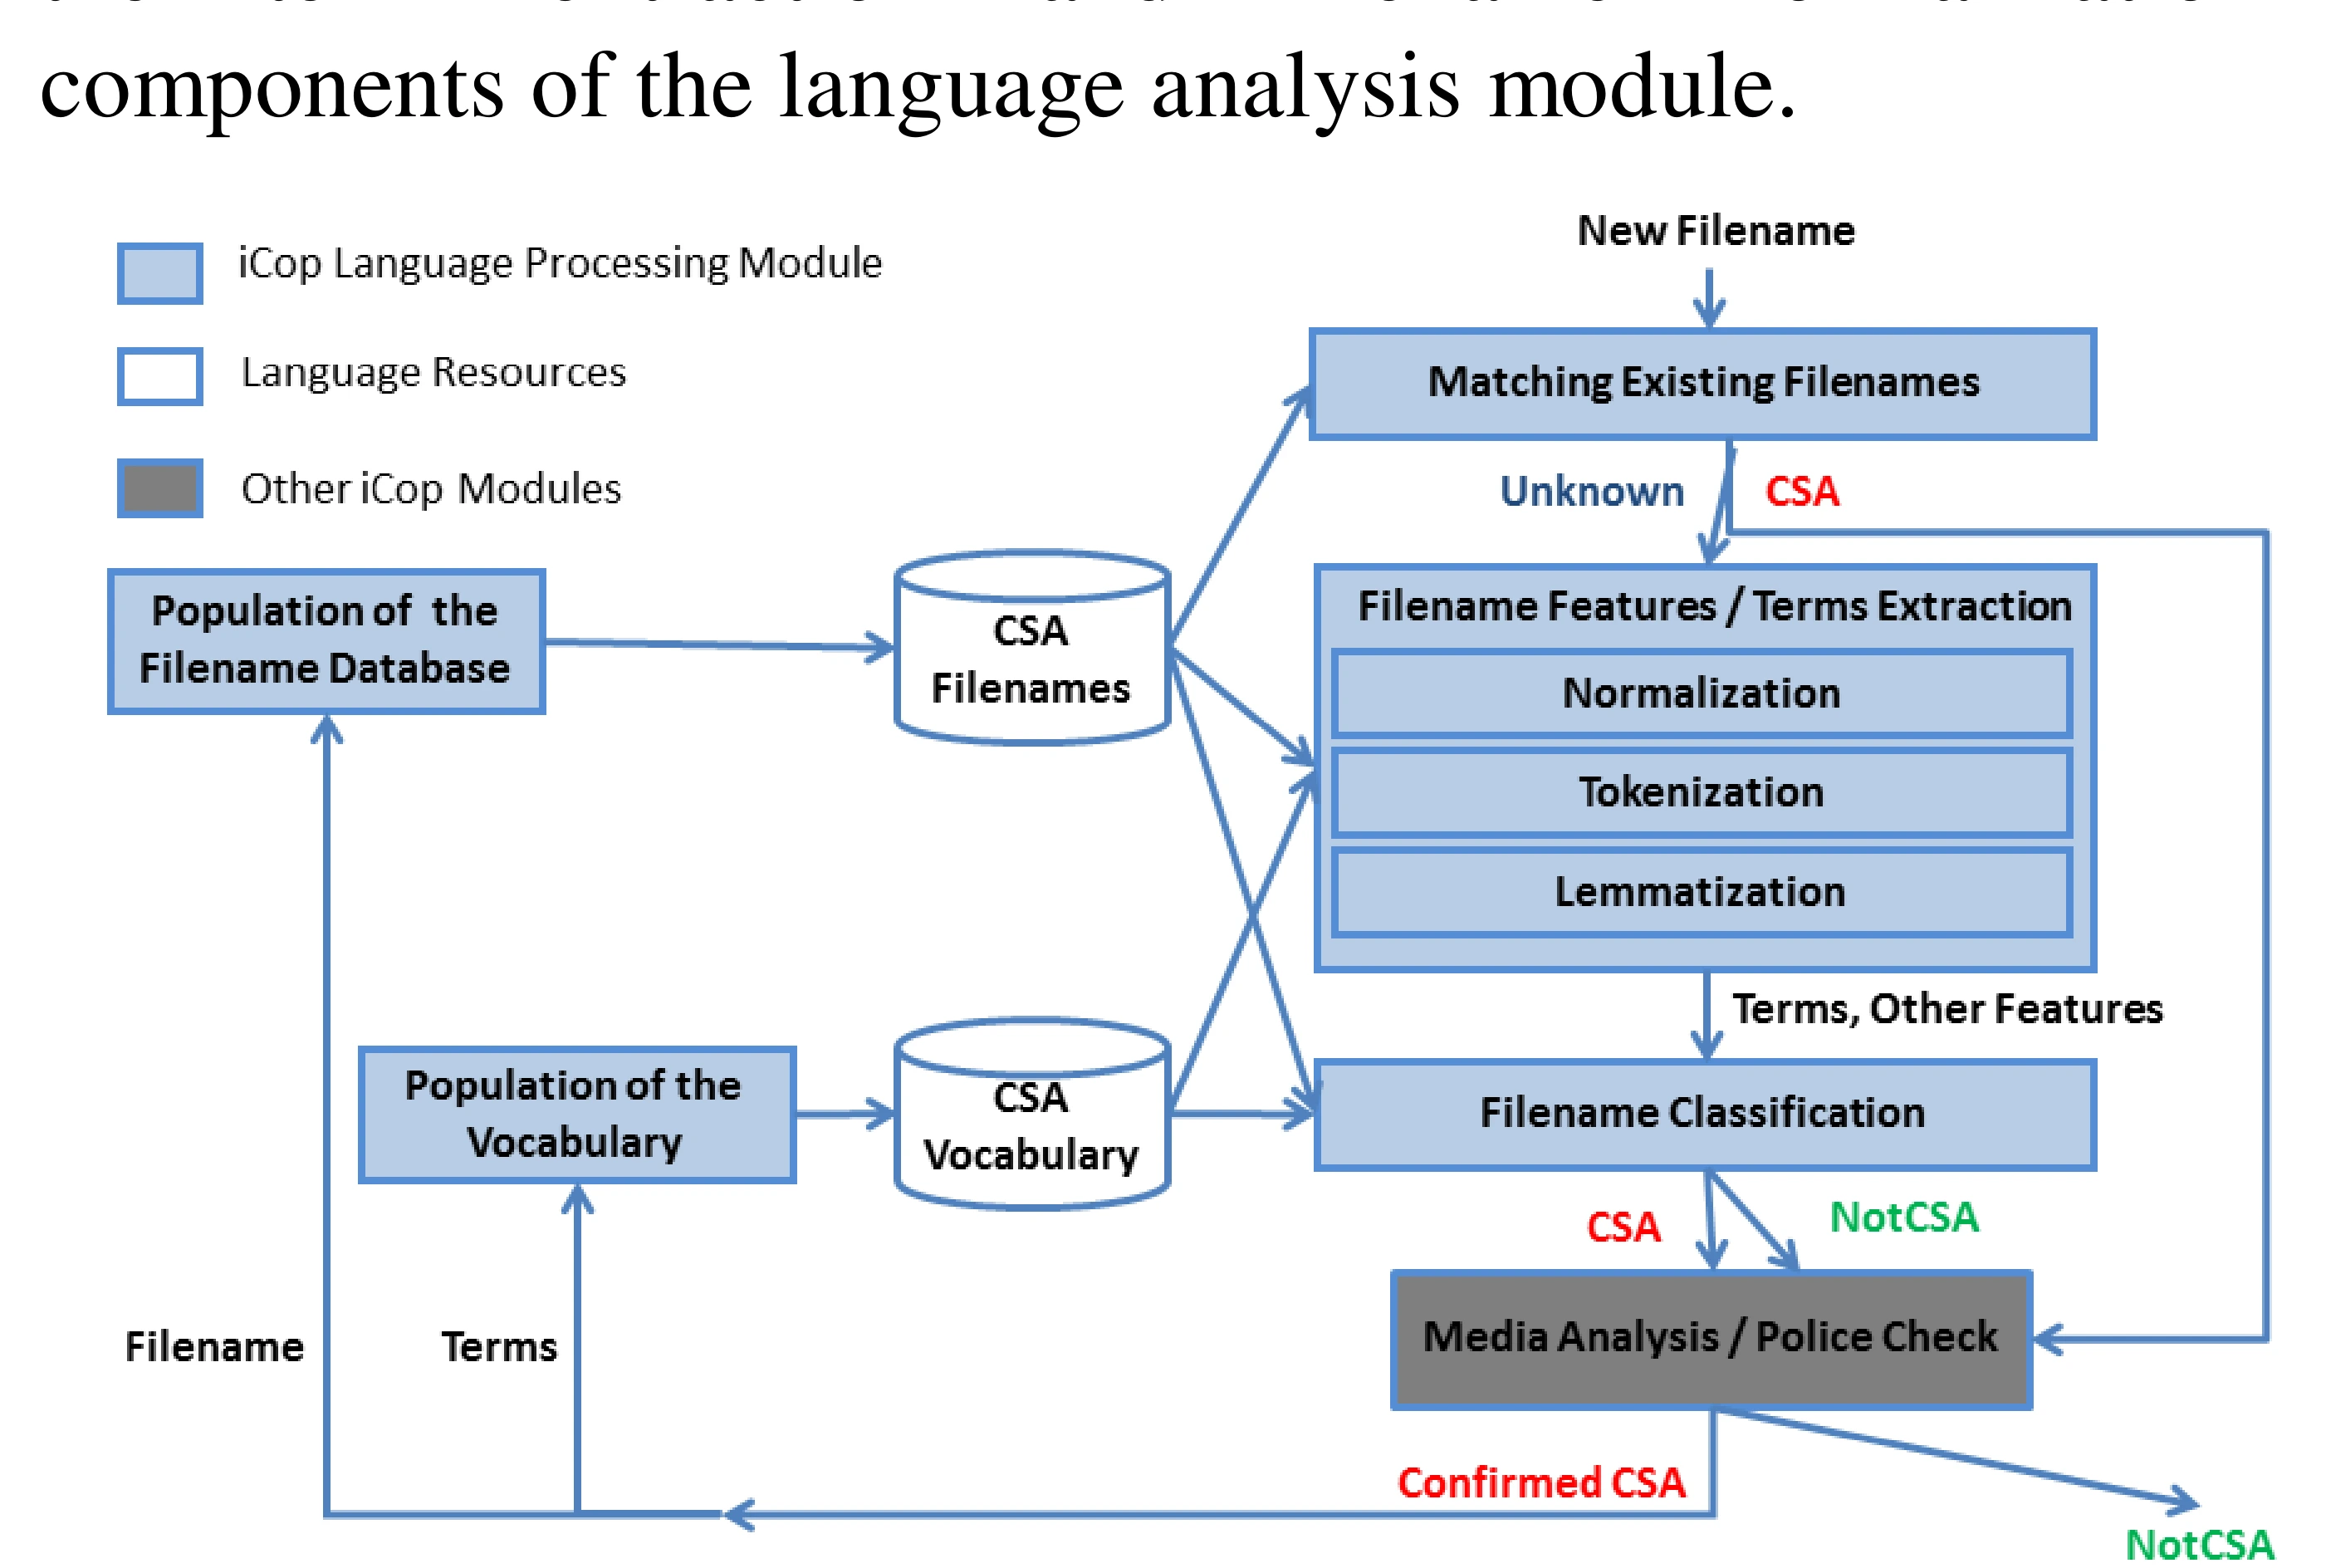 components of the language analysis module.
iCop Language Processing Module
Language Resources
Other iCop Modules
New Filename
Matching Existing Filenames
Unknown
CSA
Population of the
Filename Database
CSA
Filenames
Filename Features / Terms Extraction
Normalization
Tokenization
Lemmatization
Terms, Other Features
Population of the
Vocabulary
CSA
Vocabulary
Filename Classification
CSA
NotCSA
Media Analysis / Police Check
Filename
Terms
Confirmed CSA
NotCSA